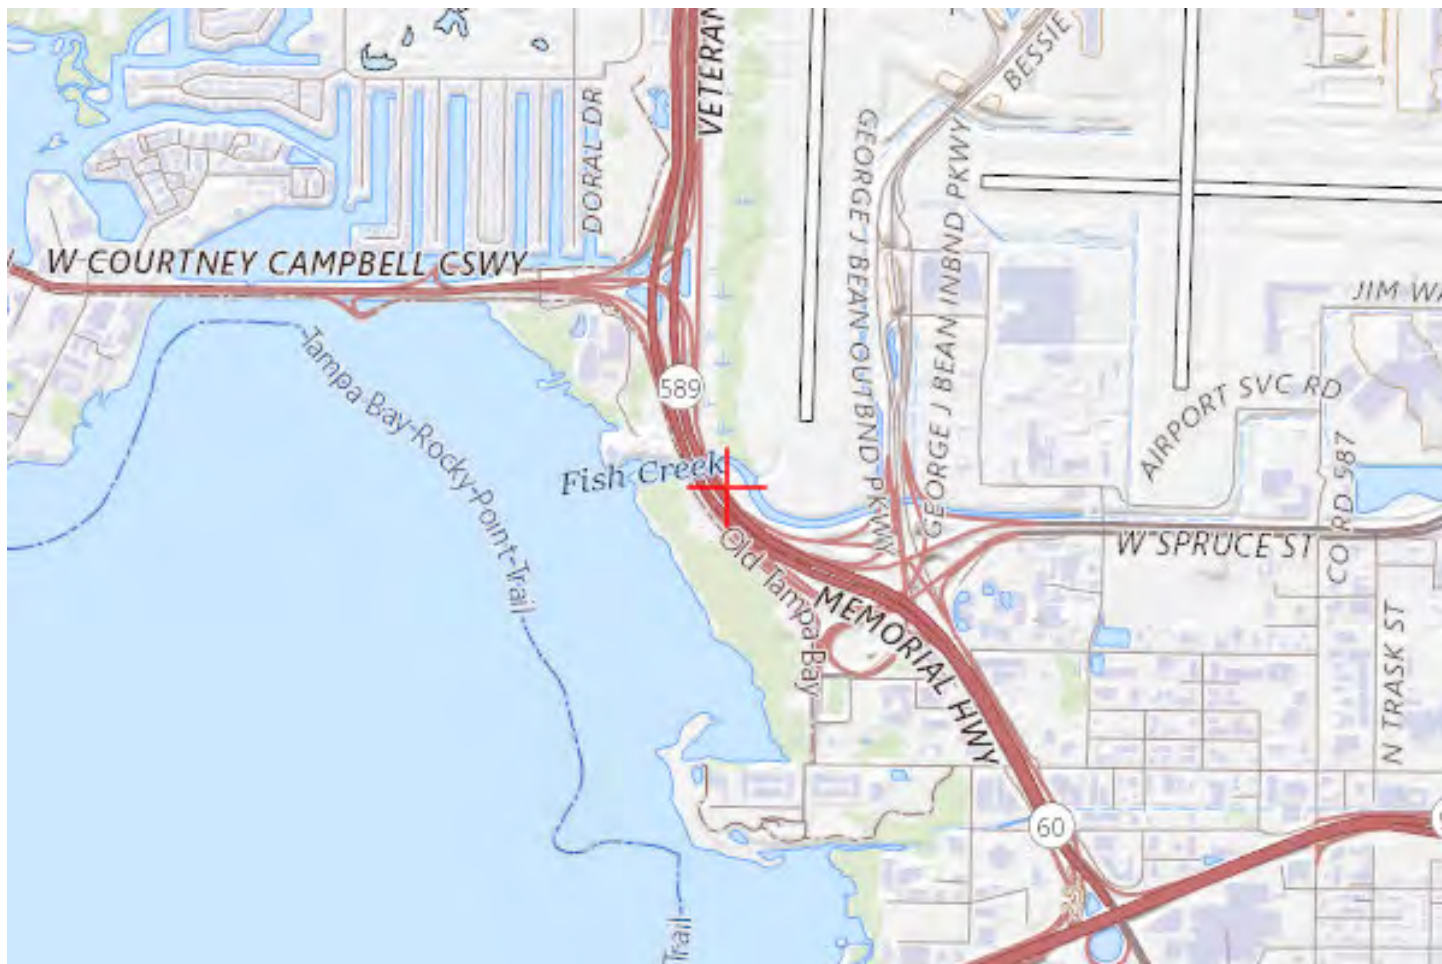 VETERAN
BESSIE
DORAL DR
GEORGE J BEAN OUTBND PKWY
GEORGE J BEAN INBND PKWY
W COURTNEY CAMPBELL CSWY
JIM WA
Tampa-Bay-Rocky-Point-Trail
589
AIRPORT SVC RD
Fish Creek
CO RD 587
W SPRUCE ST
Old Tampa Bay
MEMORIAL HWY
N TRASK ST
60
Trail